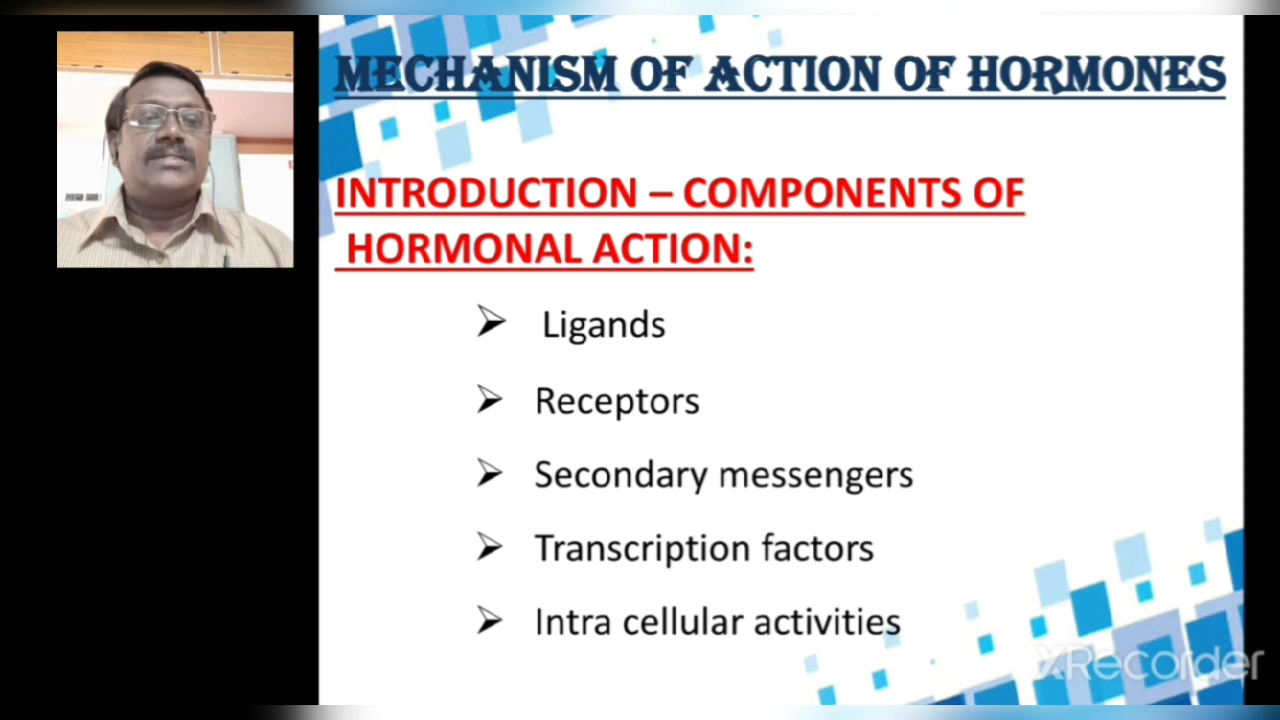 MECHANISM OF ACTION OF HORMONES
INTRODUCTION – COMPONENTS OF
HORMONAL ACTION:
➢ Ligands
➢ Receptors
➢ Secondary messengers
➢ Transcription factors
➢ Intra cellular activities
XRecorder